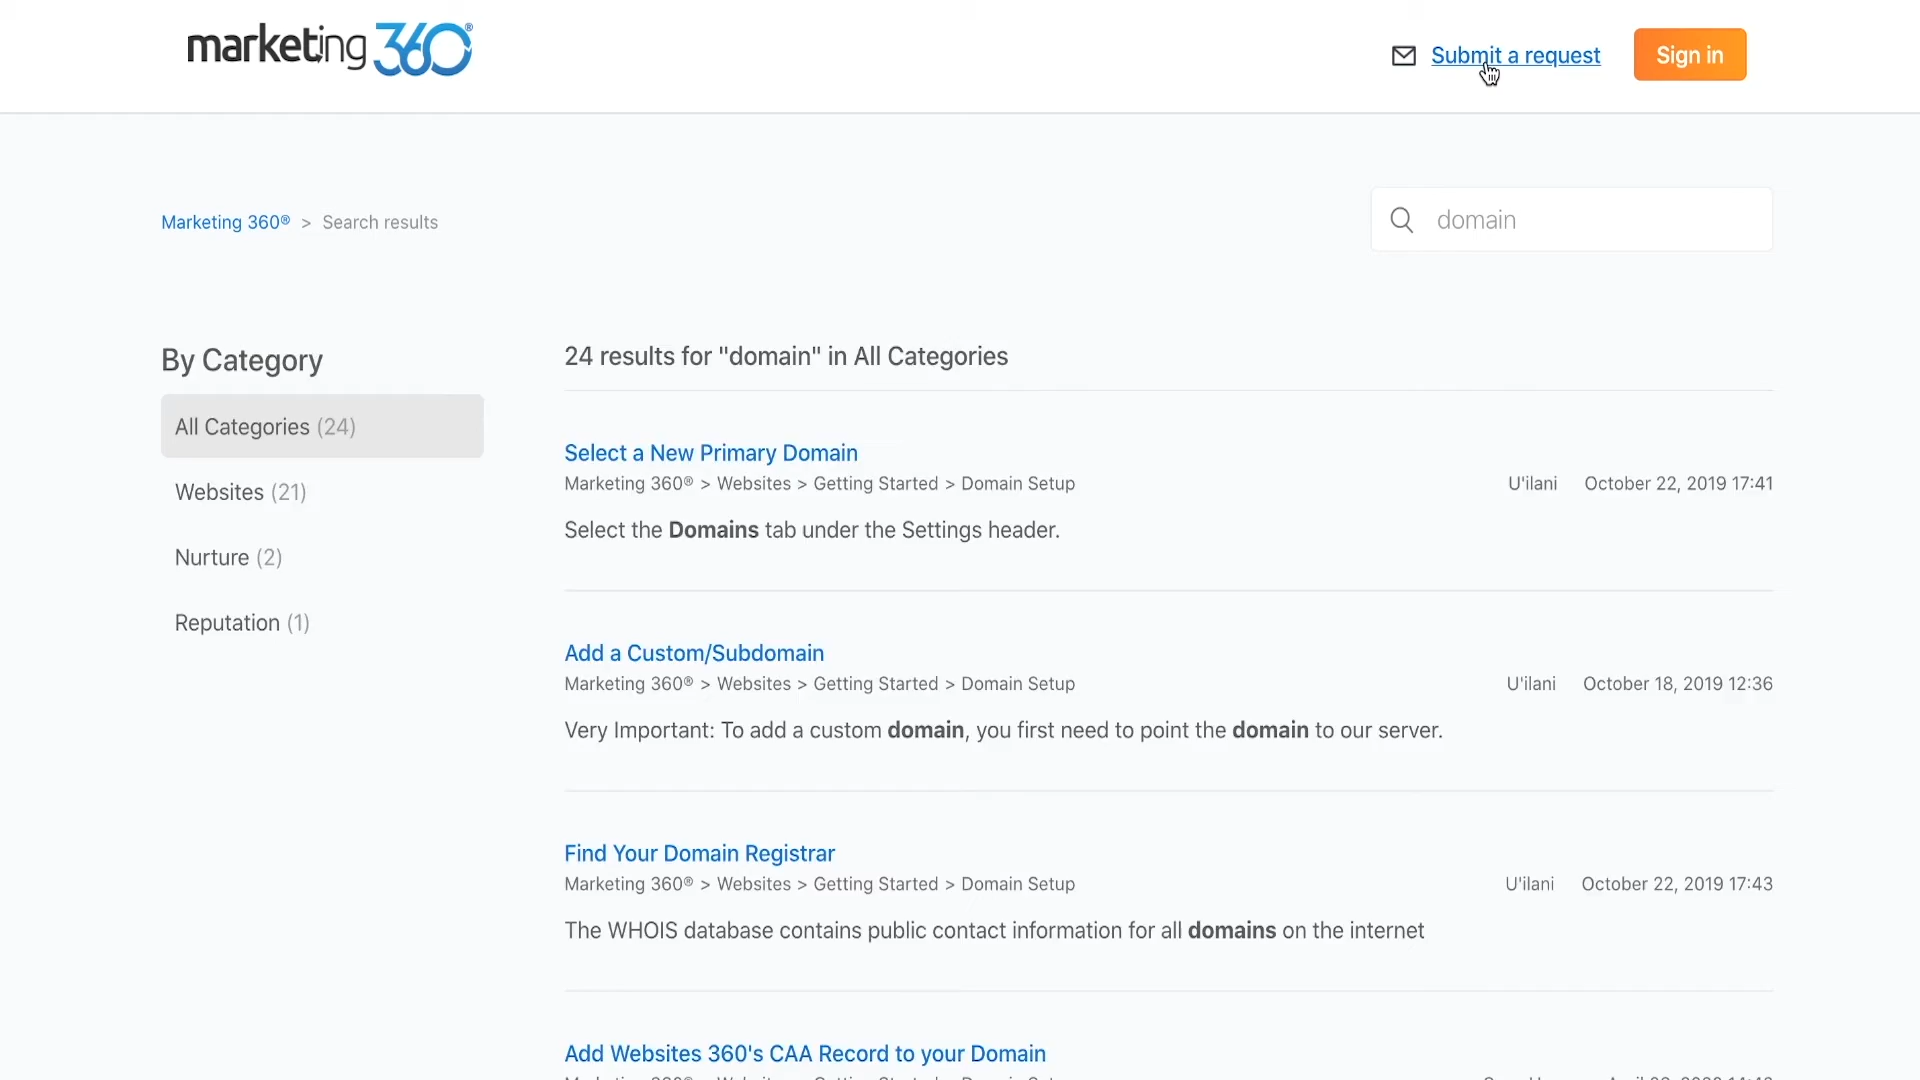 marketing 360®
Submit a request
Sign in
Marketing 360® > Search results
domain
By Category
All Categories (24)
Websites (21)
Nurture (2)
Reputation (1)
24 results for "domain" in All Categories
Select a New Primary Domain
Marketing 360® > Websites > Getting Started > Domain Setup
U'ilani October 22, 2019 17:41
Select the Domains tab under the Settings header.
Add a Custom/Subdomain
Marketing 360® > Websites > Getting Started > Domain Setup
U'ilani October 18, 2019 12:36
Very Important: To add a custom domain, you first need to point the domain to our server.
Find Your Domain Registrar
Marketing 360® > Websites > Getting Started > Domain Setup
U'ilani October 22, 2019 17:43
The WHOIS database contains public contact information for all domains on the internet
Add Websites 360's CAA Record to your Domain